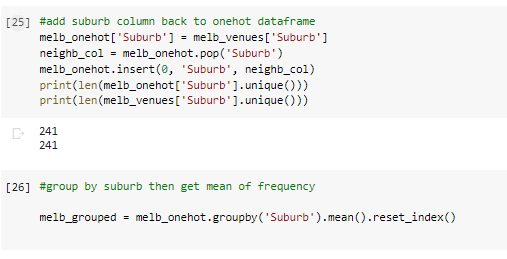 [25] #add suburb column back to onehot dataframe
melb_onehot['Suburb'] = melb_venues['Suburb']
neighb_col = melb_onehot.pop('Suburb')
melb_onehot.insert(0, 'Suburb', neighb_col)
print(len(melb_onehot['Suburb'].unique()))
print(len(melb_venues['Suburb'].unique()))
241
241
[26] #group by suburb then get mean of frequency
melb_grouped = melb_onehot.groupby('Suburb').mean().reset_index()